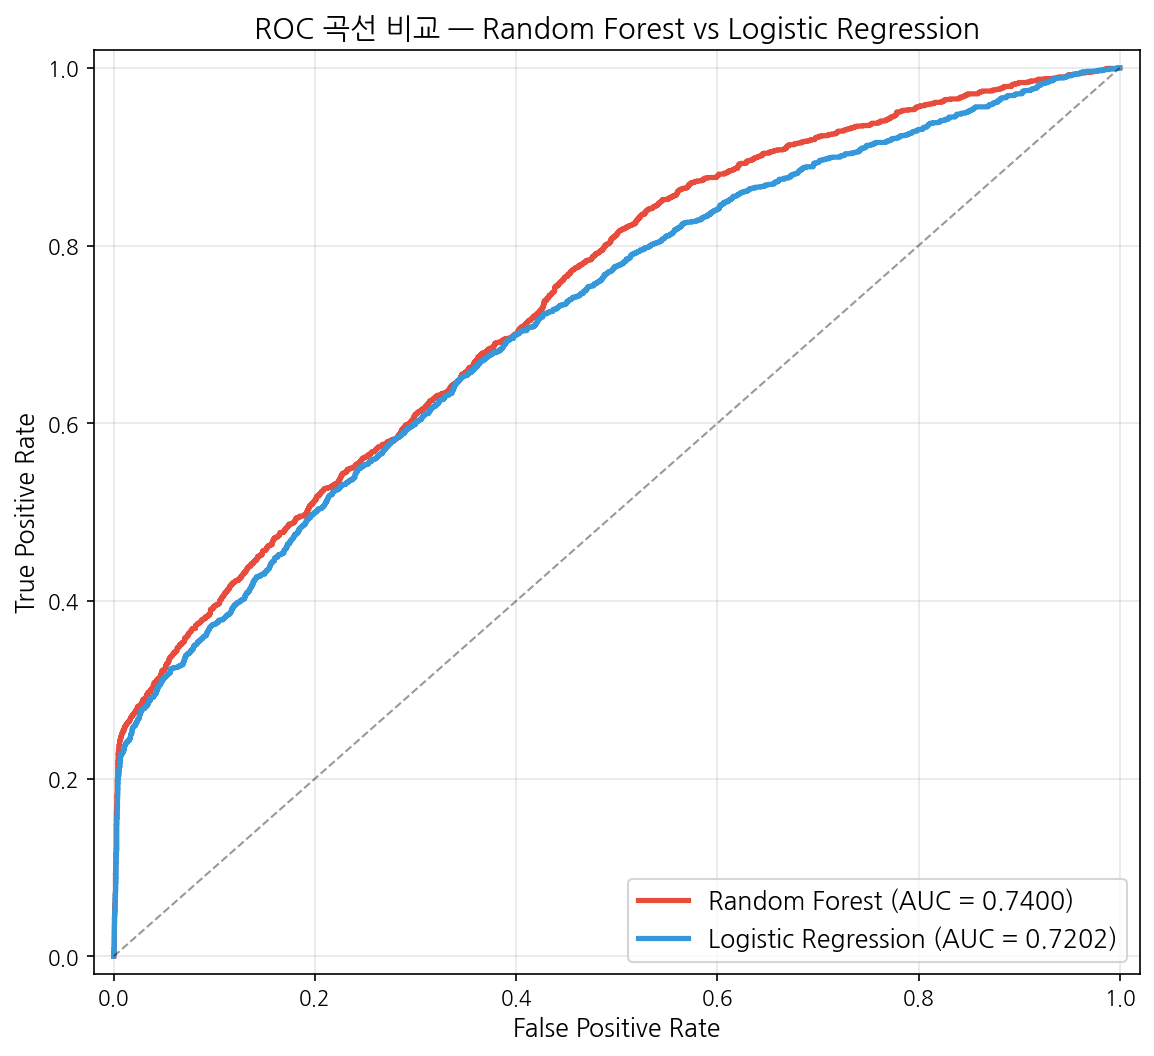 ROC 곡선 비교 — Random Forest vs Logistic Regression
True Positive Rate
1.0
0.8
0.6
0.4
0.2
0.0
0.0 0.2 0.4 0.6 0.8 1.0
False Positive Rate
Random Forest (AUC = 0.7400)
Logistic Regression (AUC = 0.7202)